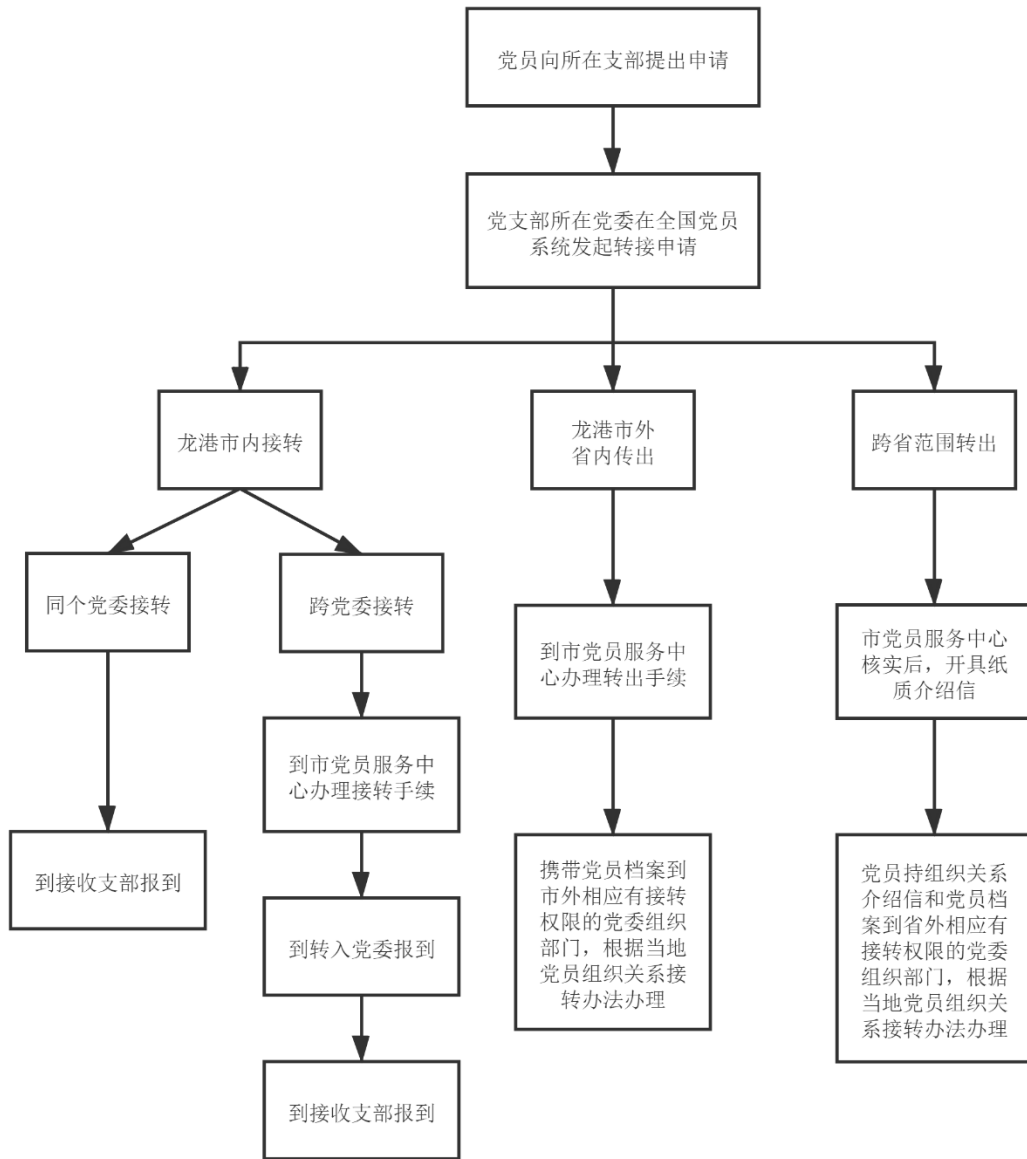 党员向所在支部提出申请
党支部所在党委在全国党员
系统发起转接申请
龙港市内接转
龙港市外
省内传出
跨省范围转出
同个党委接转
跨党委接转
到市党员服务中
心办理转出手续
市党员服务中心
核实后，开具纸
质介绍信
到市党员服务中
心办理接转手续
到接收支部报到
携带党员档案到
市外相应有接转
权限的党委组织
部门，根据当地
党员组织关系接
转办法办理
党员持组织关系
介绍信和党员档
案到省外相应有
接转权限的党委
组织部门，根据
当地党员组织关
系接转办法办理
到转入党委报到
到接收支部报到